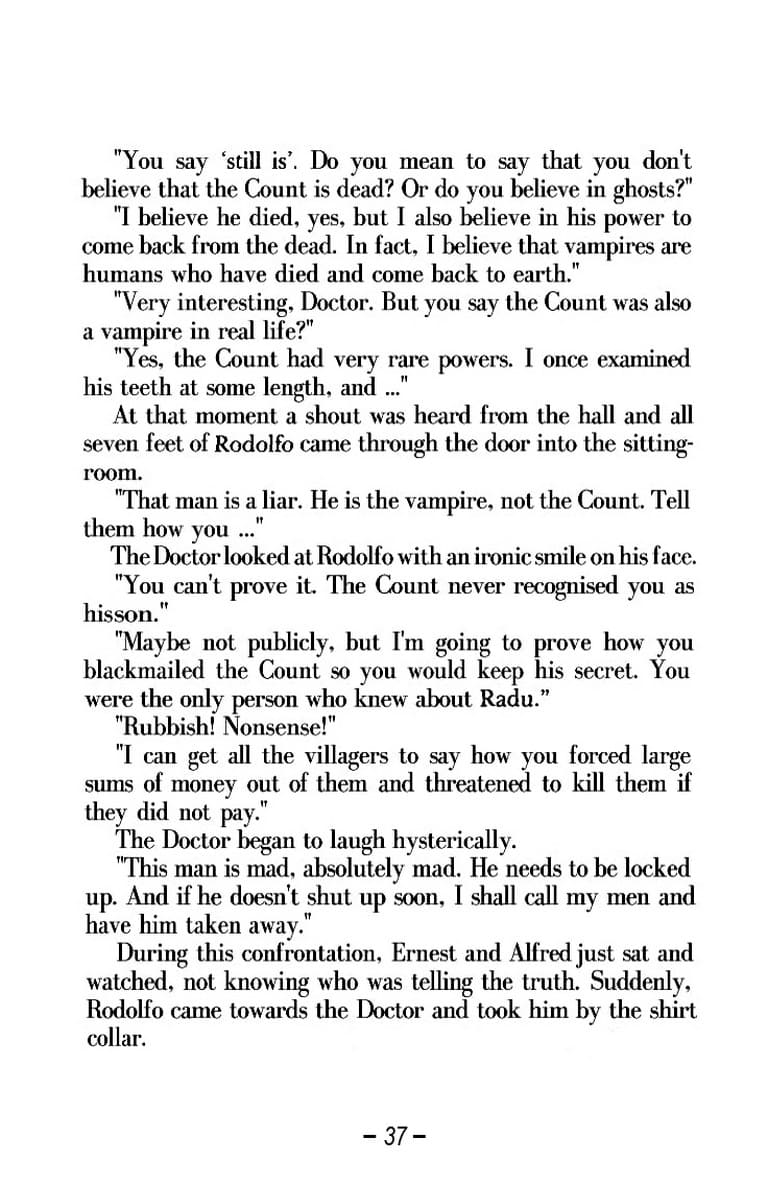 "You say ‘still is’. Do you mean to say that you don't
believe that the Count is dead? Or do you believe in ghosts?"
"I believe he died, yes, but I also believe in his power to
come back from the dead. In fact, I believe that vampires are
humans who have died and come back to earth."
"Very interesting, Doctor. But you say the Count was also
a vampire in real life?"
"Yes, the Count had very rare powers. I once examined
his teeth at some length, and ..."
At that moment a shout was heard from the hall and all
seven feet of Rodolfo came through the door into the sitting-
room.
"That man is a liar. He is the vampire, not the Count. Tell
them how you ..."
The Doctor looked at Rodolfo with an ironic smile on his face.
"You can't prove it. The Count never recognised you as
hisson."
"Maybe not publicly, but I'm going to prove how you
blackmailed the Count so you would keep his secret. You
were the only person who knew about Radu.”
"Rubbish! Nonsense!"
"I can get all the villagers to say how you forced large
sums of money out of them and threatened to kill them if
they did not pay."
The Doctor began to laugh hysterically.
"This man is mad, absolutely mad. He needs to be locked
up. And if he doesn't shut up soon, I shall call my men and
have him taken away."
During this confrontation, Ernest and Alfred just sat and
watched, not knowing who was telling the truth. Suddenly,
Rodolfo came towards the Doctor and took him by the shirt
collar.
– 37 –